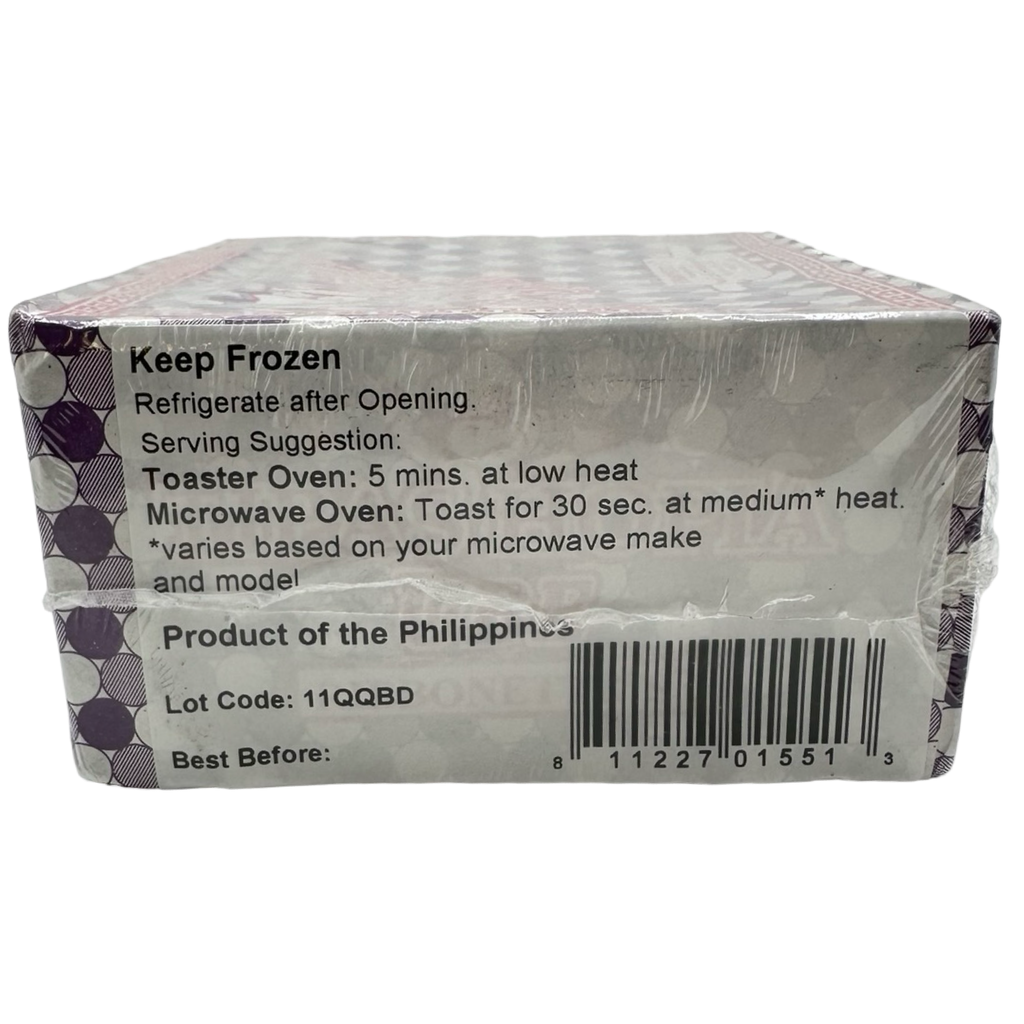 Keep Frozen
Refrigerate after Opening.
Serving Suggestion:
Toaster Oven: 5 mins. at low heat
Microwave Oven: Toast for 30 sec. at medium* heat.
*varies based on your microwave make
and model
Product of the Philippines
Lot Code: 11QQBD
Best Before:
8 11227 01551 3